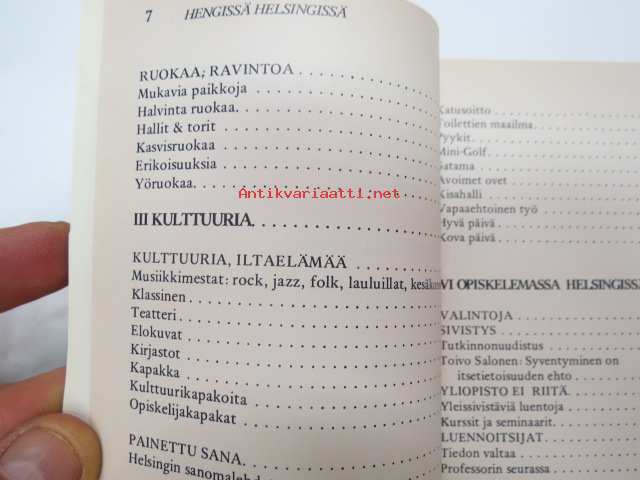 7 HENGISSÄ HELSINGISSÄ
RUOKAA; RAVINTOA
Mukavia paikkoja
Halvinta ruokaa.
Hallit & torit
Kasvisruokaa
Erikoisuuksia
Yöruokaa.
III KULTTUURIA.
KULTTUURIA, ILTAELÄMÄÄ
Musiikkimestat: rock, jazz, folk, lauluillat,
Klassinen
Teatteri
Elokuvat
Kirjastot
Kapakka
Kulttuurikapakoita
Opiskelijakapakat
PAINETTU SANA.
Helsingin
Katusoitto
Toilettien maailma.
Pyykit
Mini-Golf.
Satama
Avoimet ovet
Kisahalli
Vapaaehtoinen työ
Hyvä päivä
Kova päivä
VI OPISKELEMASSA HELSINGISSÄ
VALINTOJA
SIVISTYS
Tutkinnonuudistus
Toivo Salonen: Syventyminen on
itsetietoisuuden ehto
YLIOPISTO EI RIITÄ.
Yleissivistäviä luentoja
Kurssit ja seminaarit.
LUENNOITSIJAT.
Tiedon valtaa
Professorin seurassa
Antikvariaatti.net